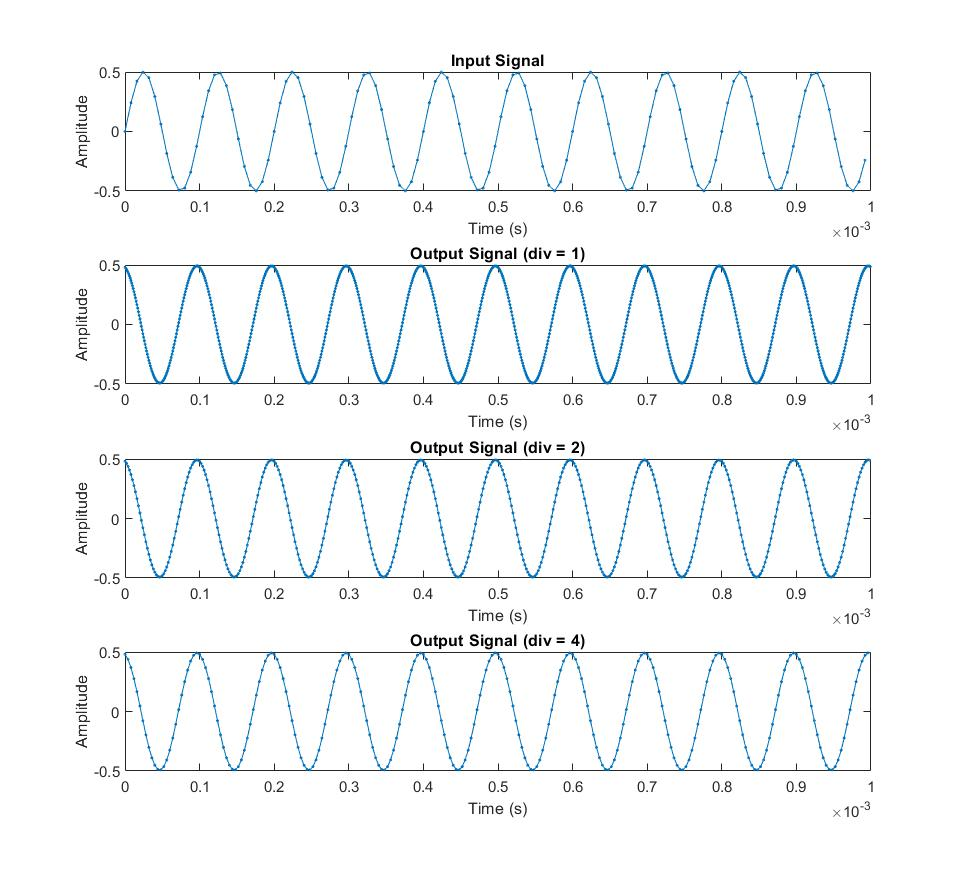 Input Signal
0.5
0
-0.5
Amplitude
0 0.1 0.2 0.3 0.4 0.5 0.6 0.7 0.8 0.9 1
Time (s)
×10-3
Output Signal (div = 1)
0.5
0
-0.5
Amplitude
0 0.1 0.2 0.3 0.4 0.5 0.6 0.7 0.8 0.9 1
Time (s)
×10-3
Output Signal (div = 2)
0.5
0
-0.5
Amplitude
0 0.1 0.2 0.3 0.4 0.5 0.6 0.7 0.8 0.9 1
Time (s)
×10-3
Output Signal (div = 4)
0.5
0
-0.5
Amplitude
0 0.1 0.2 0.3 0.4 0.5 0.6 0.7 0.8 0.9 1
Time (s)
×10-3